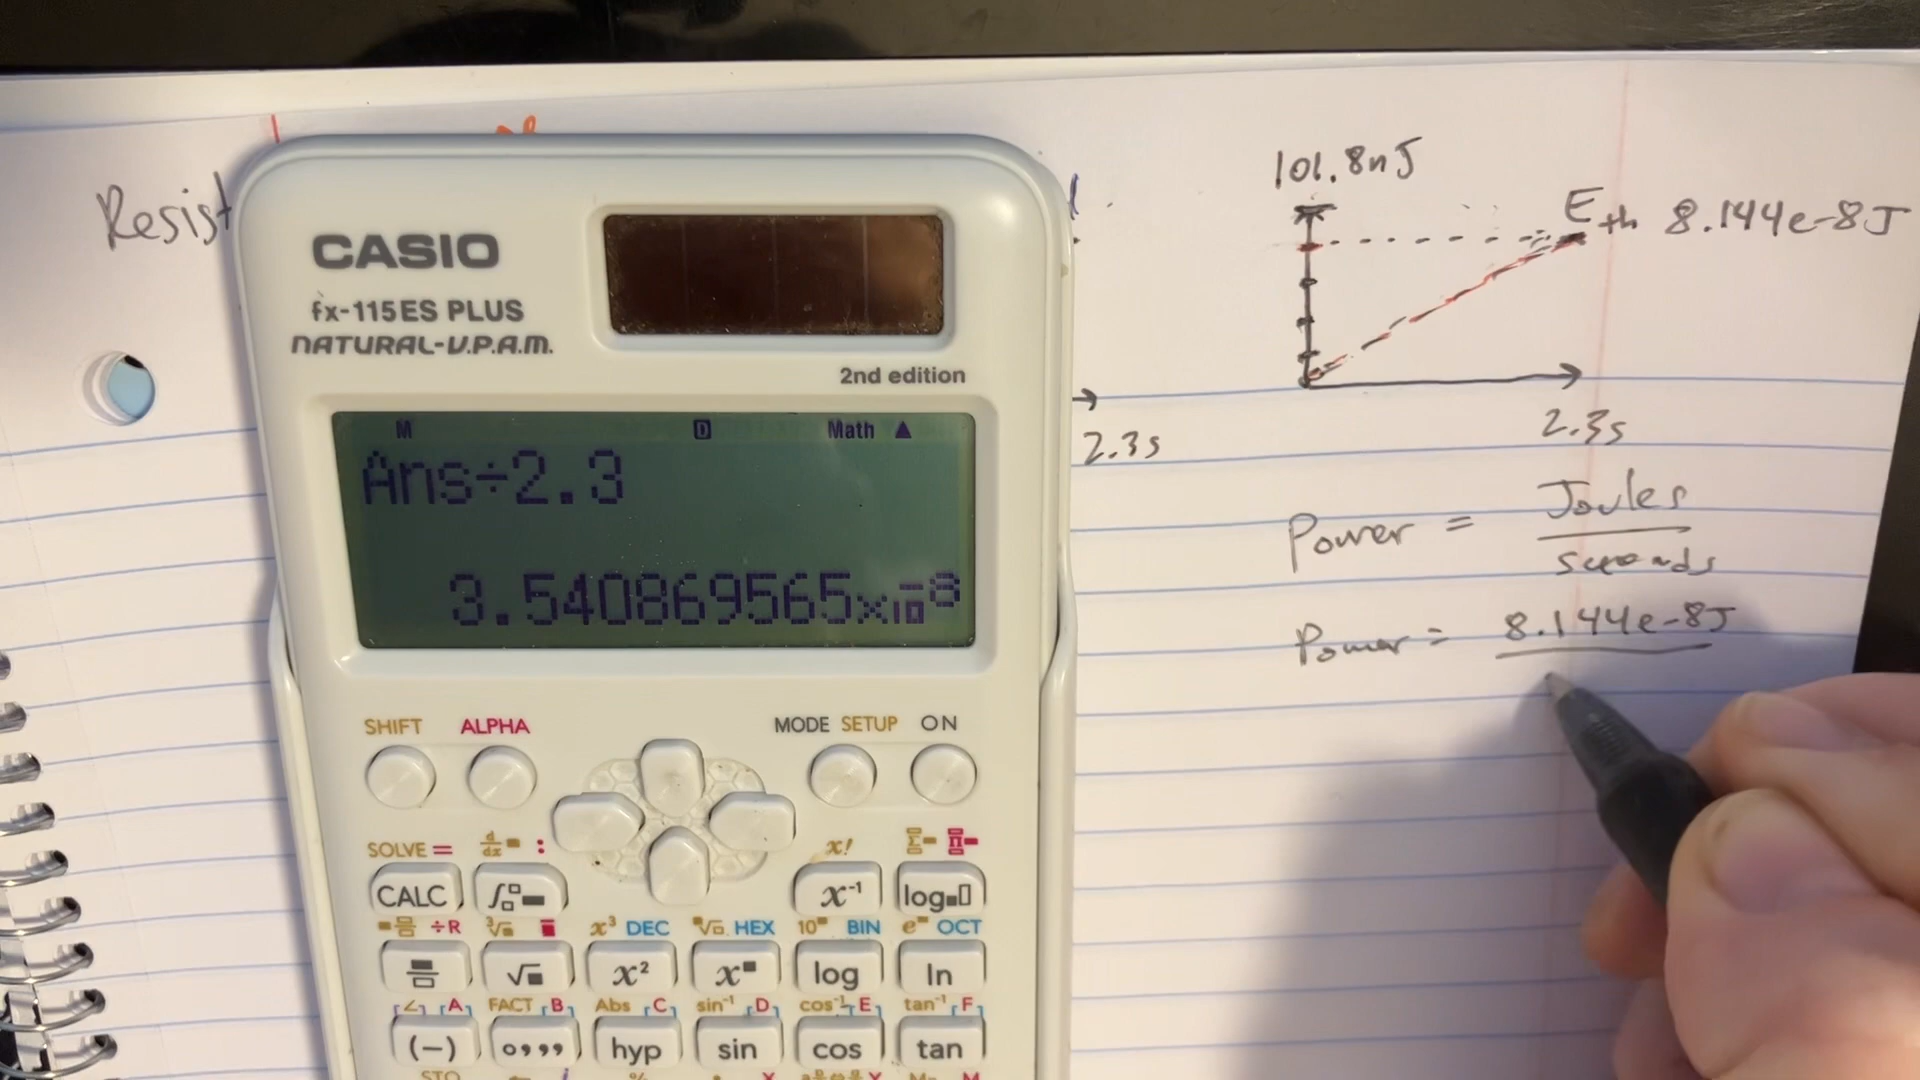 Resist
101.8nJ
Eth 8.144e-8J
2.3s
2.3s
Power = Joules
seconds
Power = 8.144e-8J
CASIO
fx-115ES PLUS
NATURAL-V.P.A.M.
2nd edition
M D Math ▲
Ans÷2.3
3.540869565×10⁻⁸
SHIFT ALPHA MODE SETUP ON
SOLVE = d/dx : x! Σ Π
CALC ∫ x⁻¹ log
÷R ³√ x³ DEC √ HEX 10 BIN e OCT
√ x² x log ln
∠ A FACT B Abs C sin⁻¹ D cos⁻¹ E tan⁻¹ F
(−) °,,, hyp sin cos tan
STO